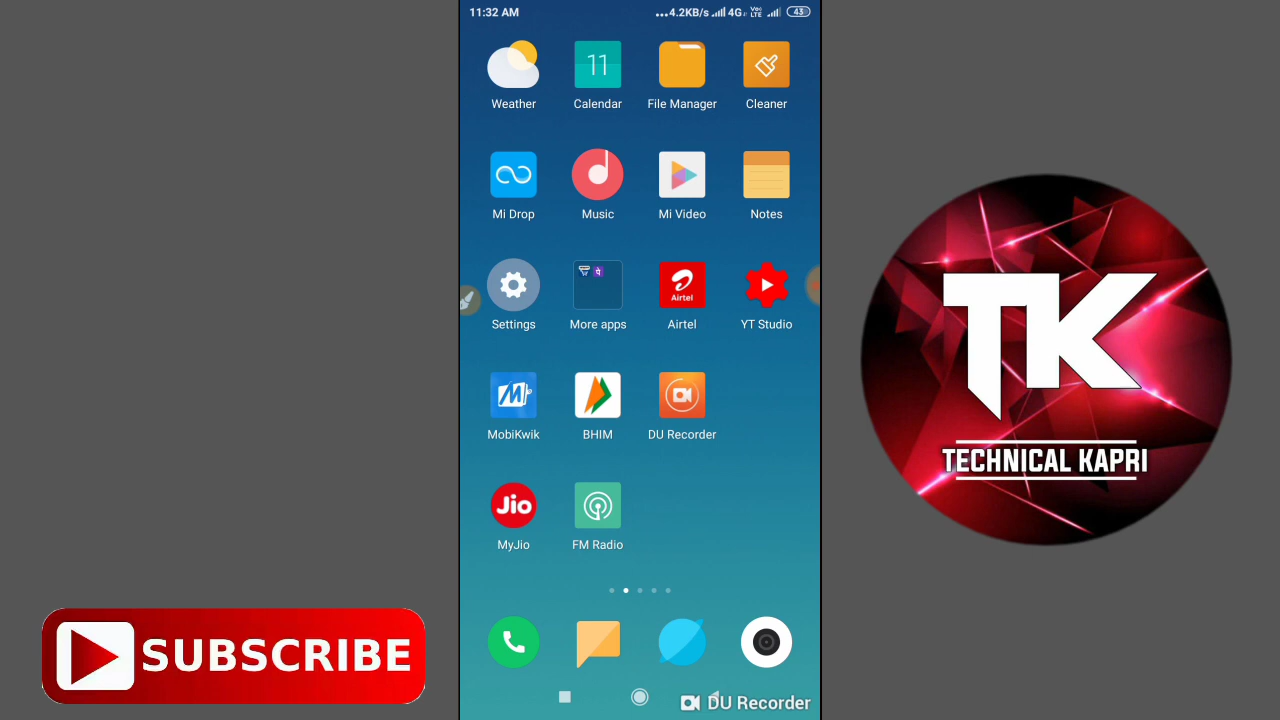 11:32 AM
...4.2KB/s 4G Vo LTE 43
11
Weather Calendar File Manager Cleaner
Mi Drop Music Mi Video Notes
airtel
Settings More apps Airtel YT Studio
MobiKwik BHIM DU Recorder
Jio
MyJio FM Radio
DU Recorder
SUBSCRIBE
TK
TECHNICAL KAPRI